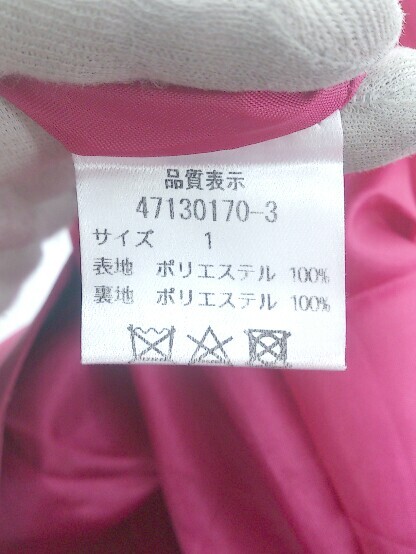 品質表示
47130170-3
サイズ 1
表地 ポリエステル 100%
裏地 ポリエステル 100%